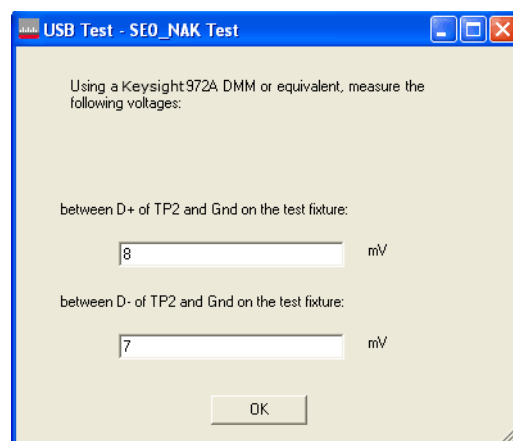 USB Test - SE0_NAK Test
Using a Keysight 972A DMM or equivalent, measure the
following voltages:
between D+ of TP2 and Gnd on the test fixture:
8
mV
between D- of TP2 and Gnd on the test fixture:
7
mV
OK